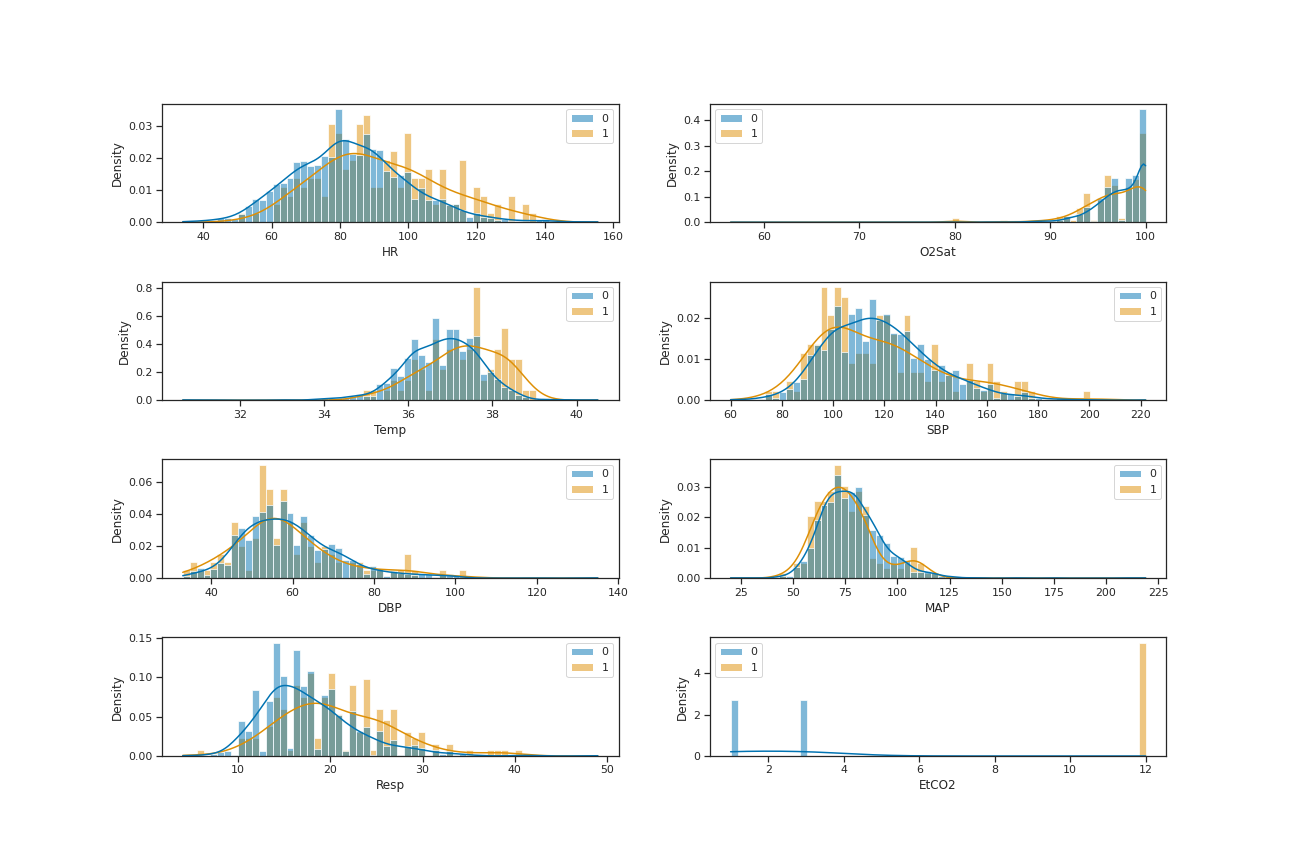 Density
0.03
0.02
0.01
0.00
0
1
40 60 80 100 120 140 160
HR
Density
0.4
0.3
0.2
0.1
0.0
0
1
60 70 80 90 100
O2Sat
Density
0.8
0.6
0.4
0.2
0.0
0
1
32 34 36 38 40
Temp
Density
0.02
0.01
0.00
0
1
60 80 100 120 140 160 180 200 220
SBP
Density
0.06
0.04
0.02
0.00
0
1
40 60 80 100 120 140
DBP
Density
0.03
0.02
0.01
0.00
0
1
25 50 75 100 125 150 175 200 225
MAP
Density
0.15
0.10
0.05
0.00
0
1
10 20 30 40 50
Resp
Density
4
2
0
0
1
2 4 6 8 10 12
EtCO2